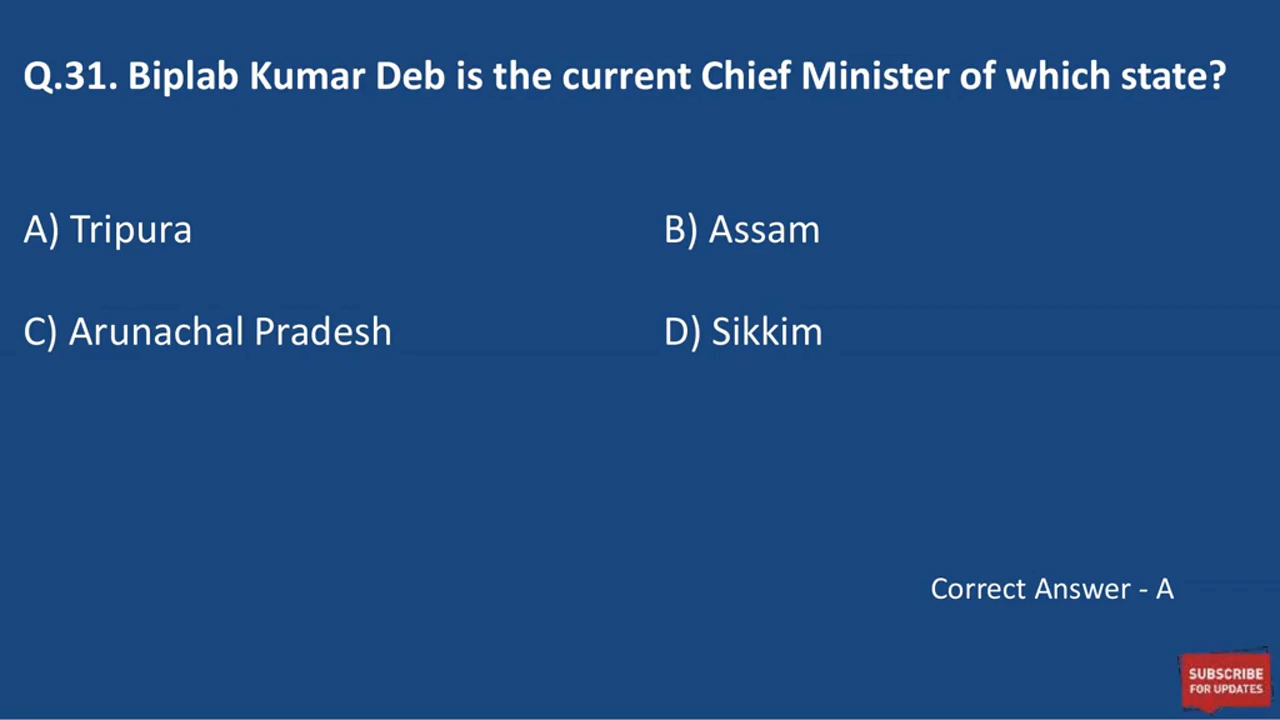 Q.31. Biplab Kumar Deb is the current Chief Minister of which state?
A) Tripura
B) Assam
C) Arunachal Pradesh
D) Sikkim
Correct Answer - A
SUBSCRIBE
FOR UPDATES